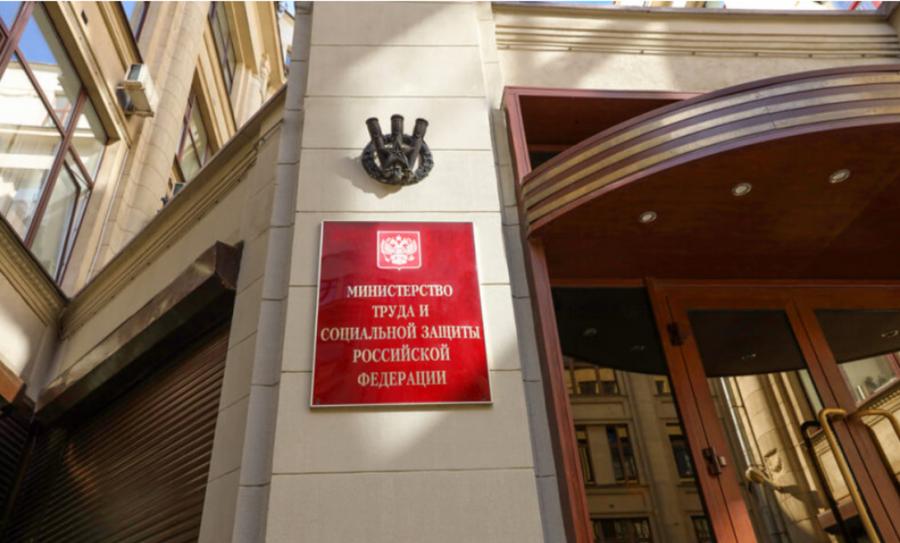 МИНИСТЕРСТВО
ТРУДА И
СОЦИАЛЬНОЙ ЗАЩИТЫ
РОССИЙСКОЙ
ФЕДЕРАЦИИ